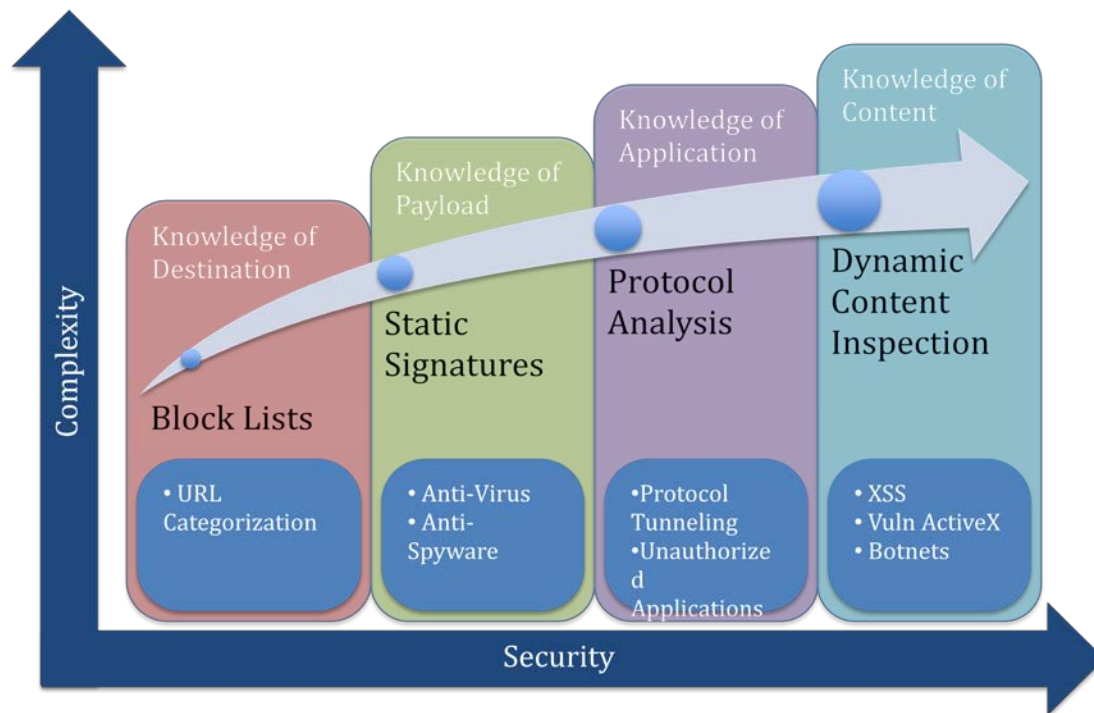 Complexity
Knowledge of
Destination
Block Lists
• URL
Categorization
Knowledge of
Payload
Static
Signatures
• Anti-Virus
• Anti-
Spyware
Knowledge of
Application
Protocol
Analysis
•Protocol
Tunneling
•Unauthorize
d
Applications
Knowledge of
Content
Dynamic
Content
Inspection
• XSS
• Vuln ActiveX
• Botnets
Security